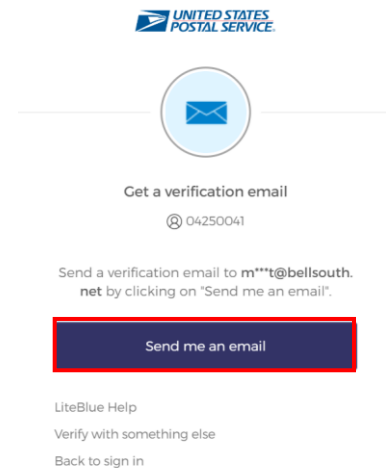 UNITED STATES
POSTAL SERVICE.
Get a verification email
04250041
Send a verification email to m***t@bellsouth.
net by clicking on "Send me an email".
Send me an email
LiteBlue Help
Verify with something else
Back to sign in